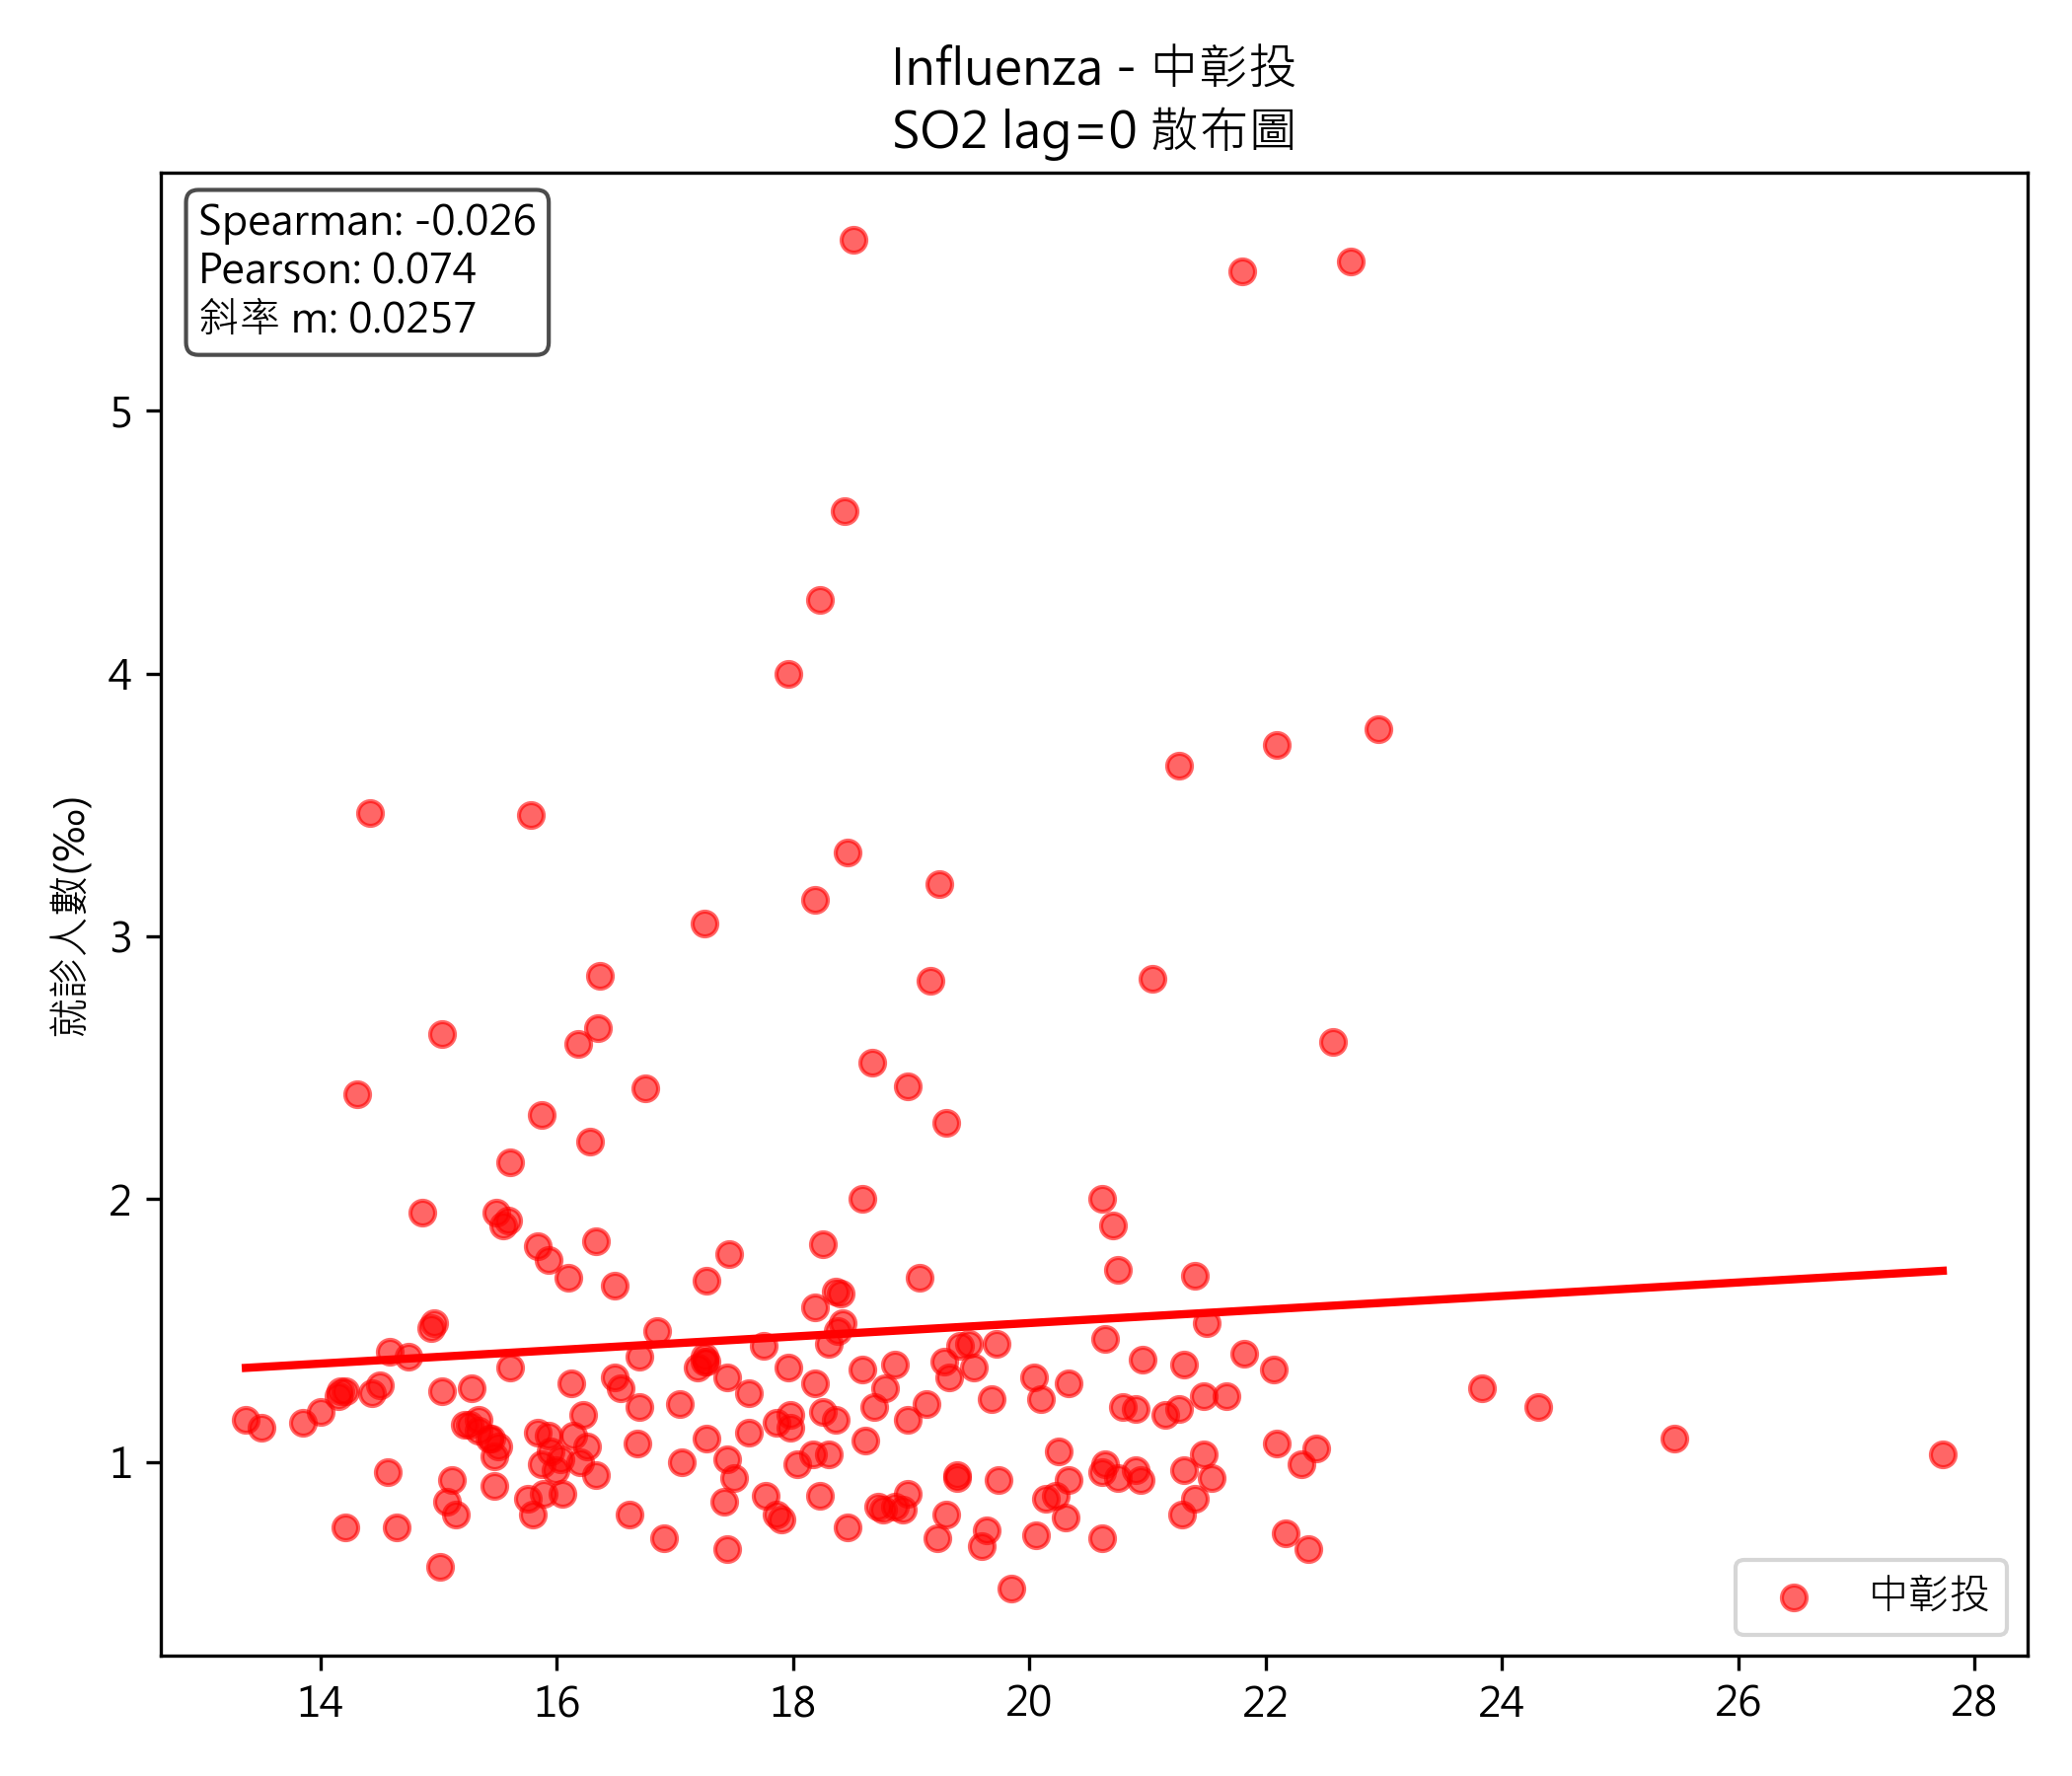 Influenza - 中彰投
SO2 lag=0 散布圖
Spearman: -0.026
Pearson: 0.074
斜率 m: 0.0257
就診人數(‰)
5
4
3
2
1
14 16 18 20 22 24 26 28
中彰投